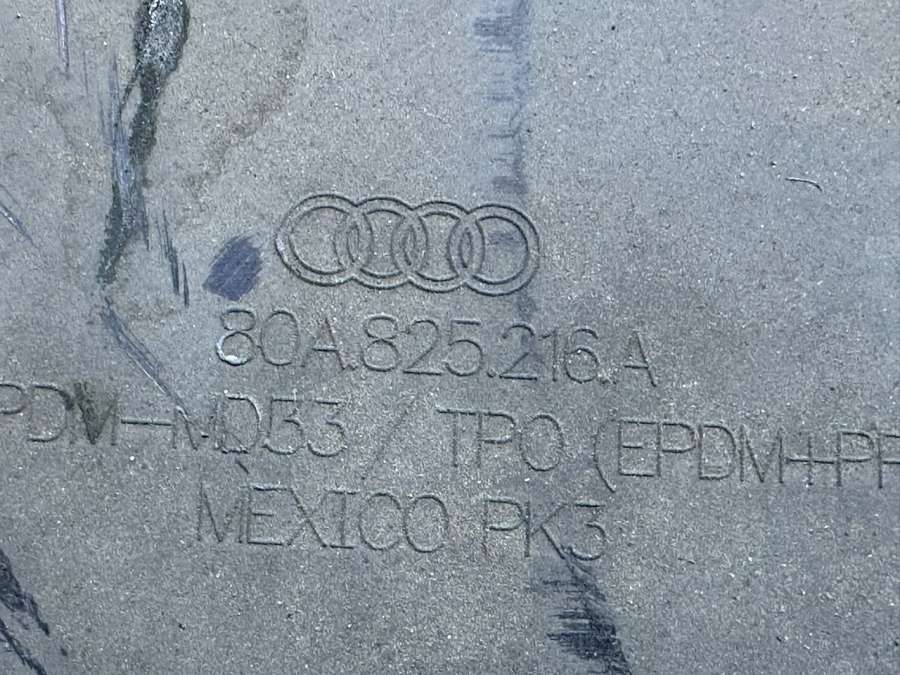 80A.825.216.A
PDM-MD33 / TPO (EPDM+PP
MEXICO PK3